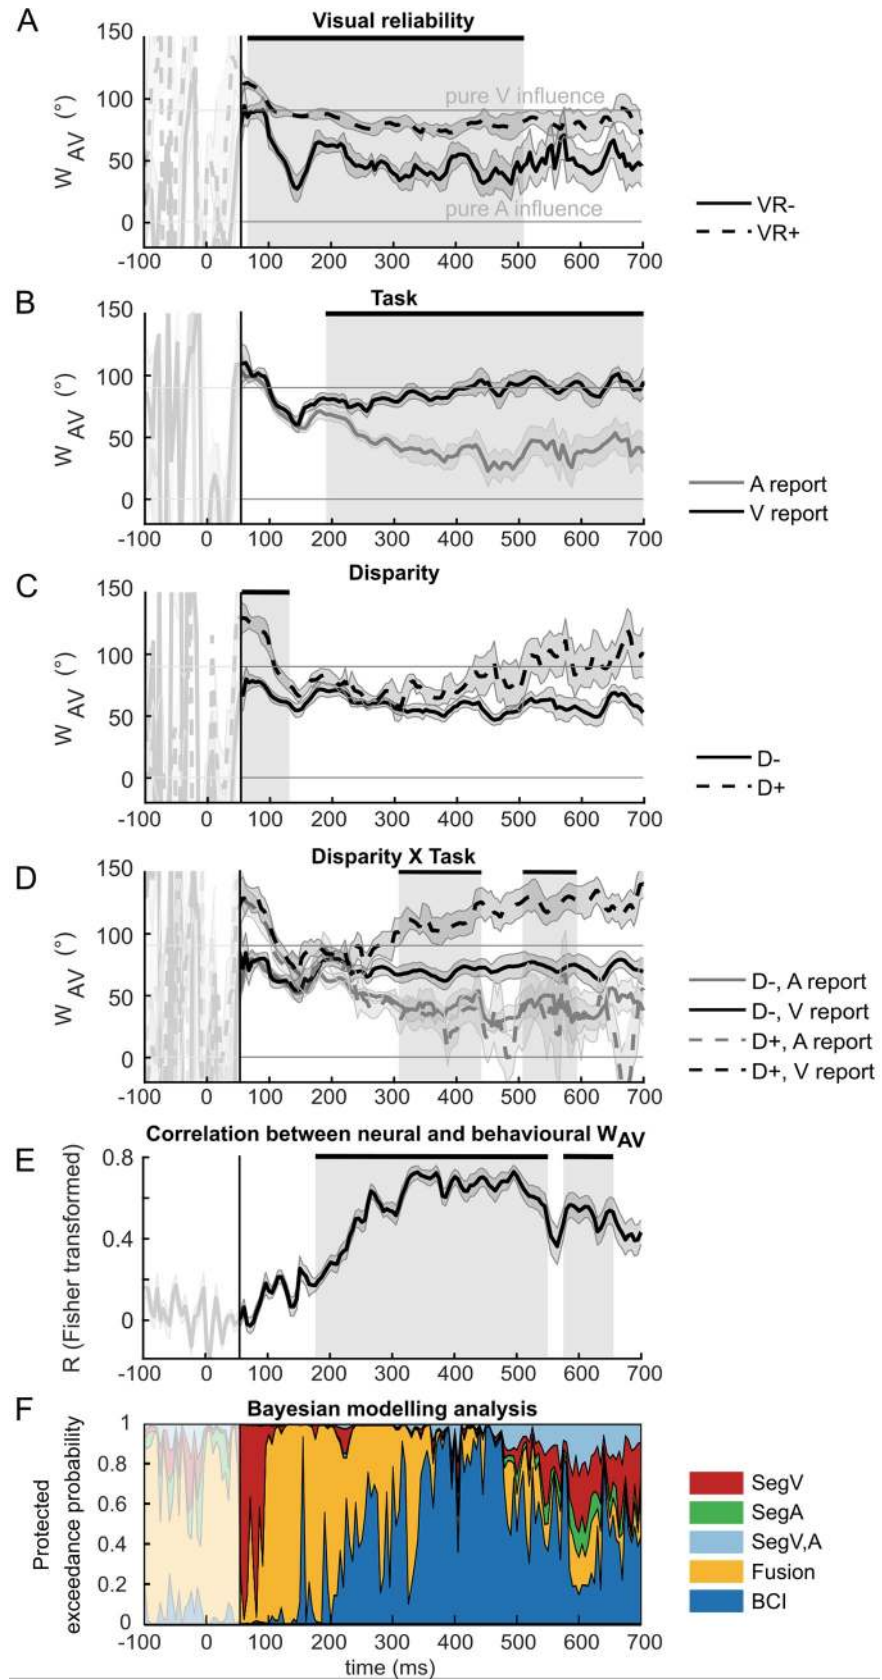 A
Visual reliability
150
100
50
0
W AV (°)
pure V influence
pure A influence
-100 0 100 200 300 400 500 600 700
VR-
VR+
B
Task
150
100
50
0
W AV (°)
-100 0 100 200 300 400 500 600 700
A report
V report
C
Disparity
150
100
50
0
W AV (°)
-100 0 100 200 300 400 500 600 700
D-
D+
D
Disparity X Task
150
100
50
0
W AV (°)
-100 0 100 200 300 400 500 600 700
D-, A report
D-, V report
D+, A report
D+, V report
E
Correlation between neural and behavioural WAV
0.8
0.4
0
R (Fisher transformed)
-100 0 100 200 300 400 500 600 700
F
Bayesian modelling analysis
1
0.8
0.6
0.4
0.2
0
Protected
exceedance probability
-100 0 100 200 300 400 500 600 700
time (ms)
SegV
SegA
SegV,A
Fusion
BCI